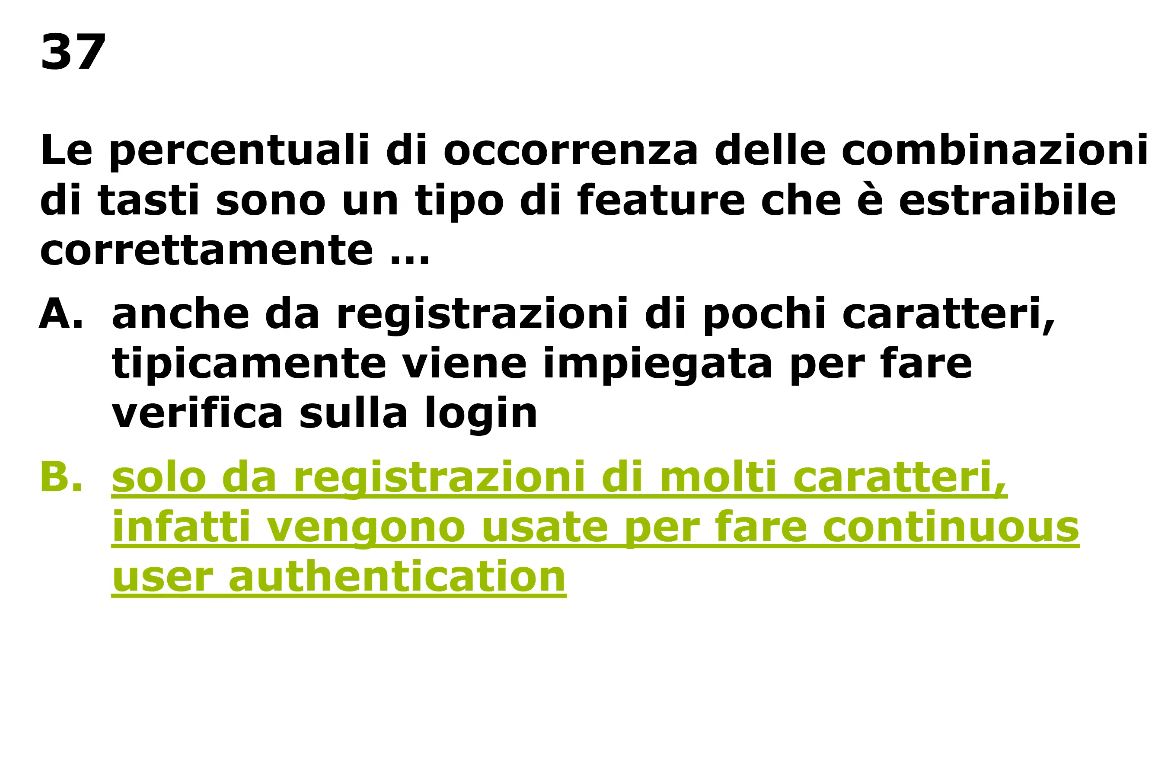 37
Le percentuali di occorrenza delle combinazioni
di tasti sono un tipo di feature che è estraibile
correttamente ...
A. anche da registrazioni di pochi caratteri,
tipicamente viene impiegata per fare
verifica sulla login
B. solo da registrazioni di molti caratteri,
infatti vengono usate per fare continuous
user authentication